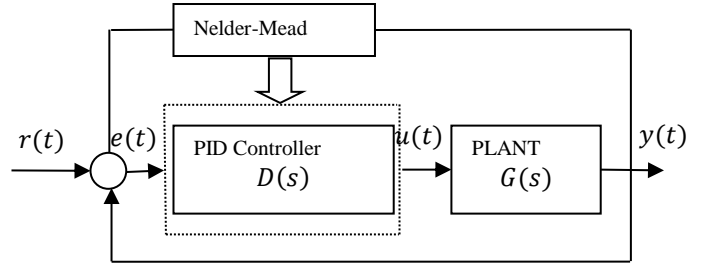 Nelder-Mead
r(t)
e(t)
PID Controller
D(s)
u(t)
PLANT
G(s)
y(t)